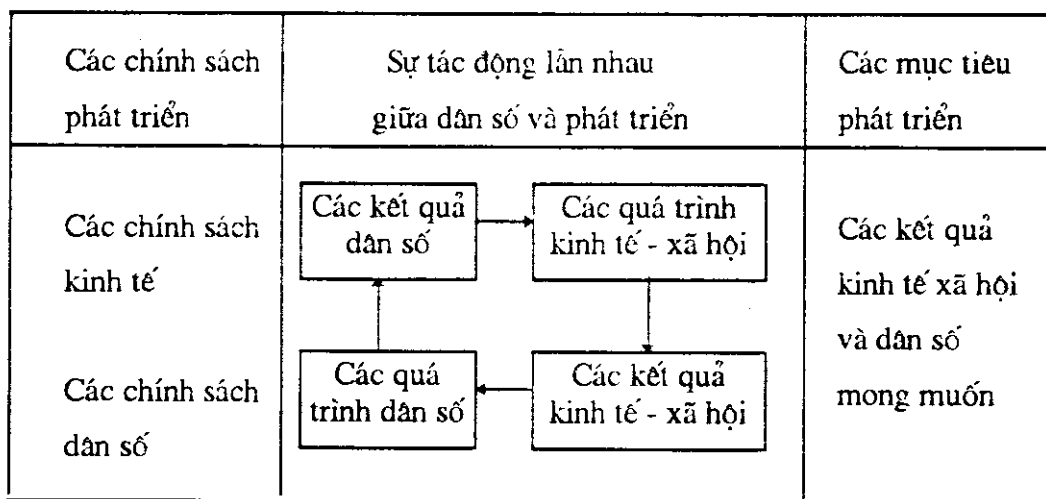 Các chính sách
phát triển
Sự tác động lẫn nhau
giữa dân số và phát triển
Các mục tiêu
phát triển
Các chính sách
kinh tế
Các chính sách
dân số
Các kết quả
dân số
Các quá trình
kinh tế - xã hội
Các quá
trình dân số
Các kết quả
kinh tế - xã hội
Các kết quả
kinh tế xã hội
và dân số
mong muốn